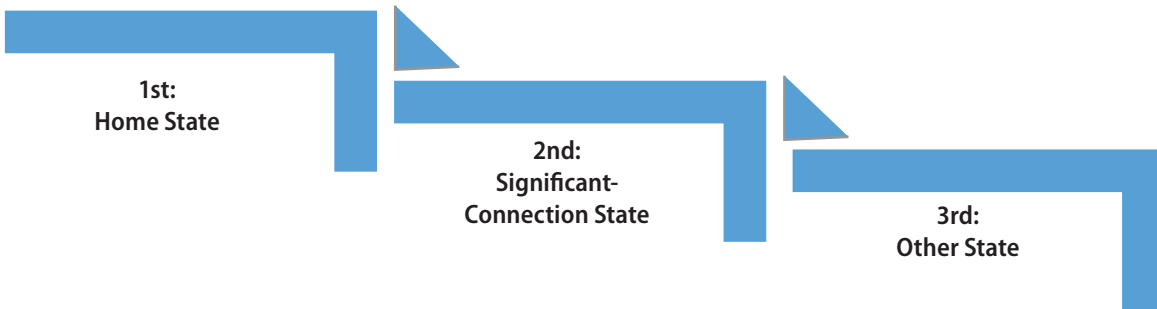 1st:
Home State
2nd:
Significant-
Connection State
3rd:
Other State